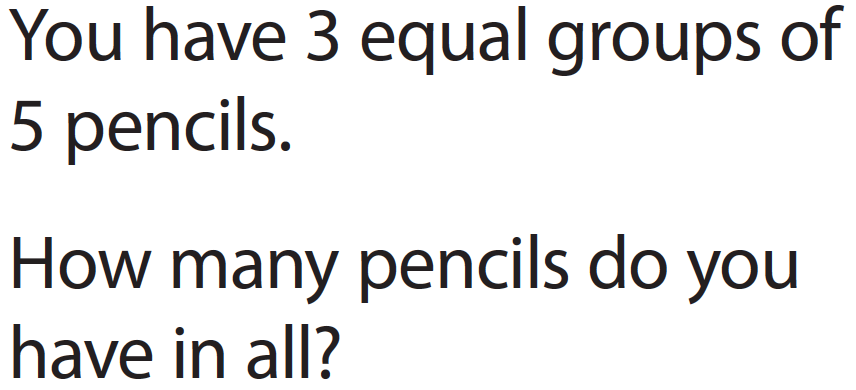 You have 3 equal groups of
5 pencils.
How many pencils do you
have in all?